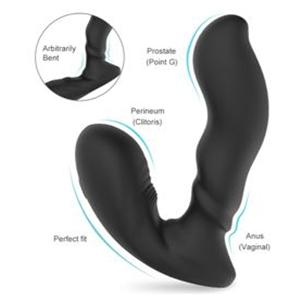 Arbitrarily
Bent
Prostate
(Point G)
Perineum
(Clitoris)
Perfect fit
Anus
(Vaginal)